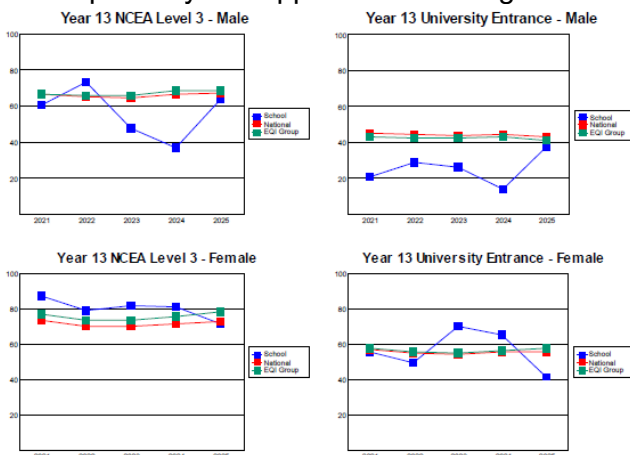 Year 13 NCEA Level 3 - Male
Year 13 University Entrance - Male
100
80
60
40
20
2021 2022 2023 2024 2025
School
National
EQI Group
100
80
60
40
20
2021 2022 2023 2024 2025
School
National
EQI Group
Year 13 NCEA Level 3 - Female
Year 13 University Entrance - Female
100
80
60
40
20
School
National
EQI Group
100
80
60
40
20
School
National
EQI Group